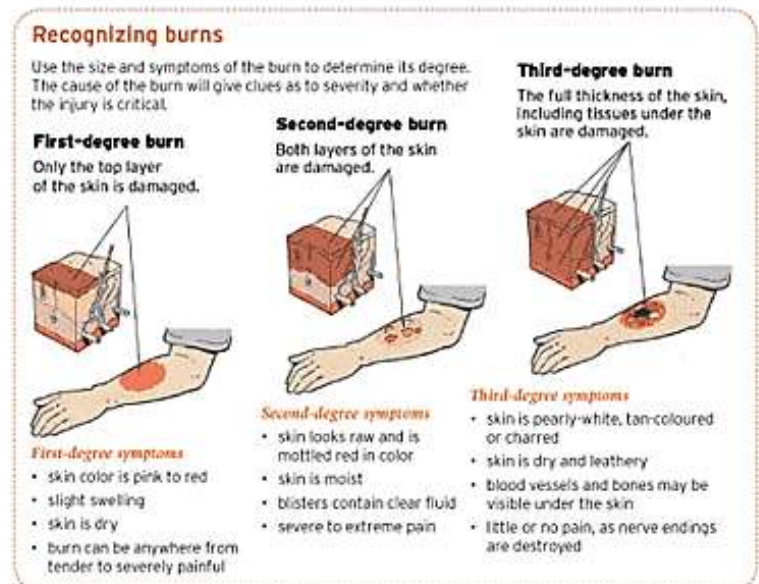 Recognizing burns
Use the size and symptoms of the burn to determine its degree.
The cause of the burn will give clues as to severity and whether
the injury is critical.
First-degree burn
Only the top layer
of the skin is damaged.
First-degree symptoms
• skin color is pink to red
• slight swelling
• skin is dry
• burn can be anywhere from
tender to severely painful
Second-degree burn
Both layers of the skin
are damaged.
Second-degree symptoms
• skin looks raw and is
mottled red in color
• skin is moist
• blisters contain clear fluid
• severe to extreme pain
Third-degree burn
The full thickness of the skin,
including tissues under the
skin are damaged.
Third-degree symptoms
• skin is pearly-white, tan-coloured
or charred
• skin is dry and leathery
• blood vessels and bones may be
visible under the skin
• little or no pain, as nerve endings
are destroyed